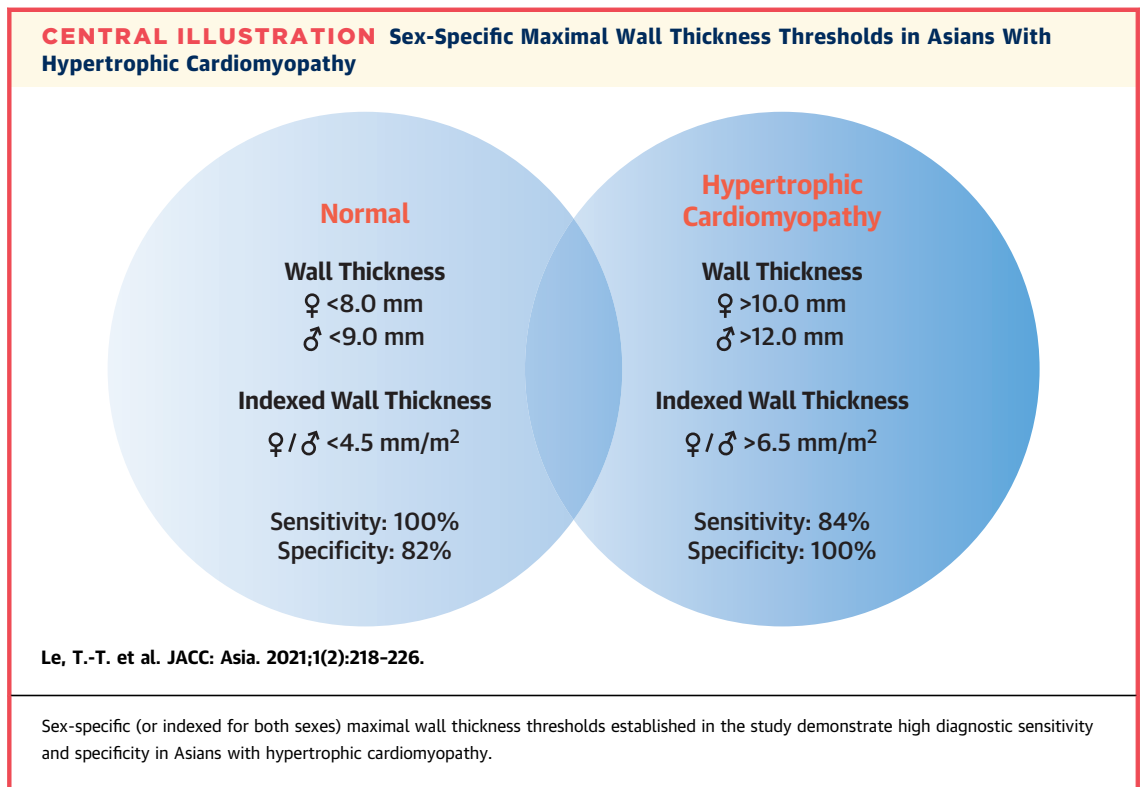 CENTRAL ILLUSTRATION Sex-Specific Maximal Wall Thickness Thresholds in Asians With
Hypertrophic Cardiomyopathy
Normal
Wall Thickness
♀ <8.0 mm
♂ <9.0 mm
Indexed Wall Thickness
♀/♂ <4.5 mm/m²
Sensitivity: 100%
Specificity: 82%
Hypertrophic
Cardiomyopathy
Wall Thickness
♀ >10.0 mm
♂ >12.0 mm
Indexed Wall Thickness
♀/♂ >6.5 mm/m²
Sensitivity: 84%
Specificity: 100%
Le, T.-T. et al. JACC: Asia. 2021;1(2):218–226.
Sex-specific (or indexed for both sexes) maximal wall thickness thresholds established in the study demonstrate high diagnostic sensitivity
and specificity in Asians with hypertrophic cardiomyopathy.